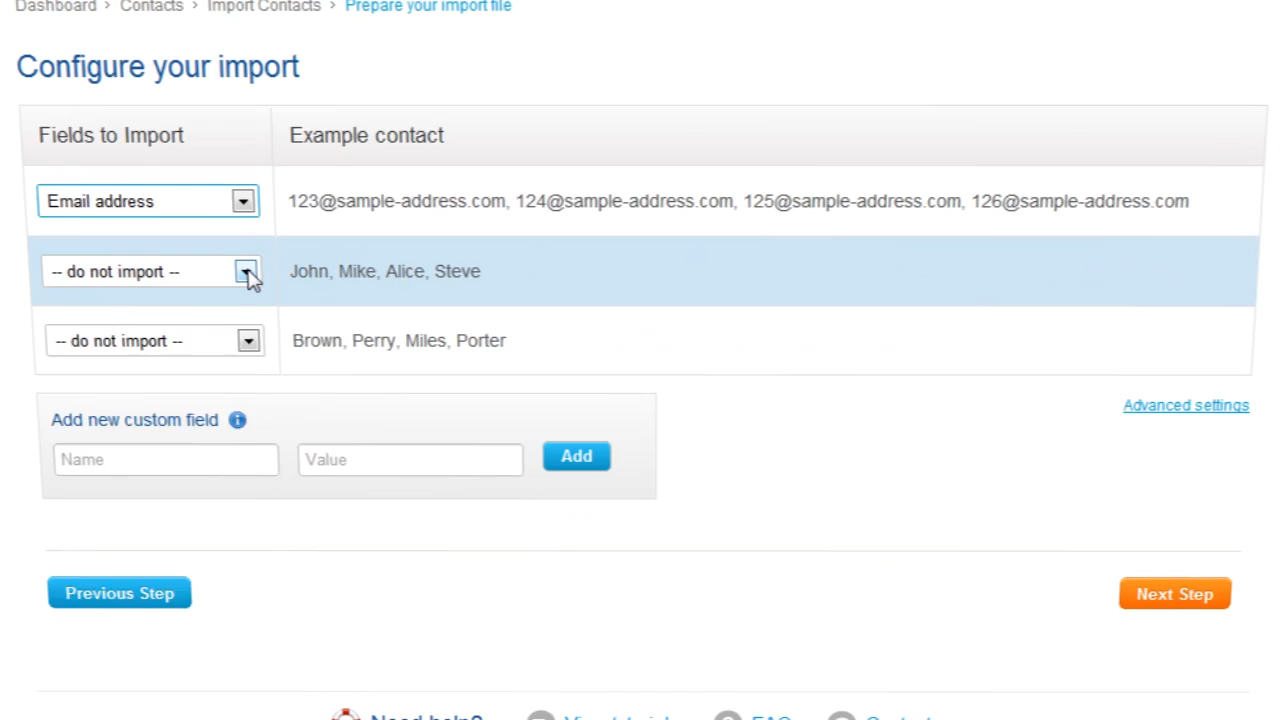 Dashboard > Contacts > Import Contacts > Prepare your import file
Configure your import
Fields to Import
Example contact
Email address
123@sample-address.com, 124@sample-address.com, 125@sample-address.com, 126@sample-address.com
-- do not import --
John, Mike, Alice, Steve
-- do not import --
Brown, Perry, Miles, Porter
Add new custom field
Advanced settings
Name
Value
Add
Previous Step
Next Step
Need help?
FAQ